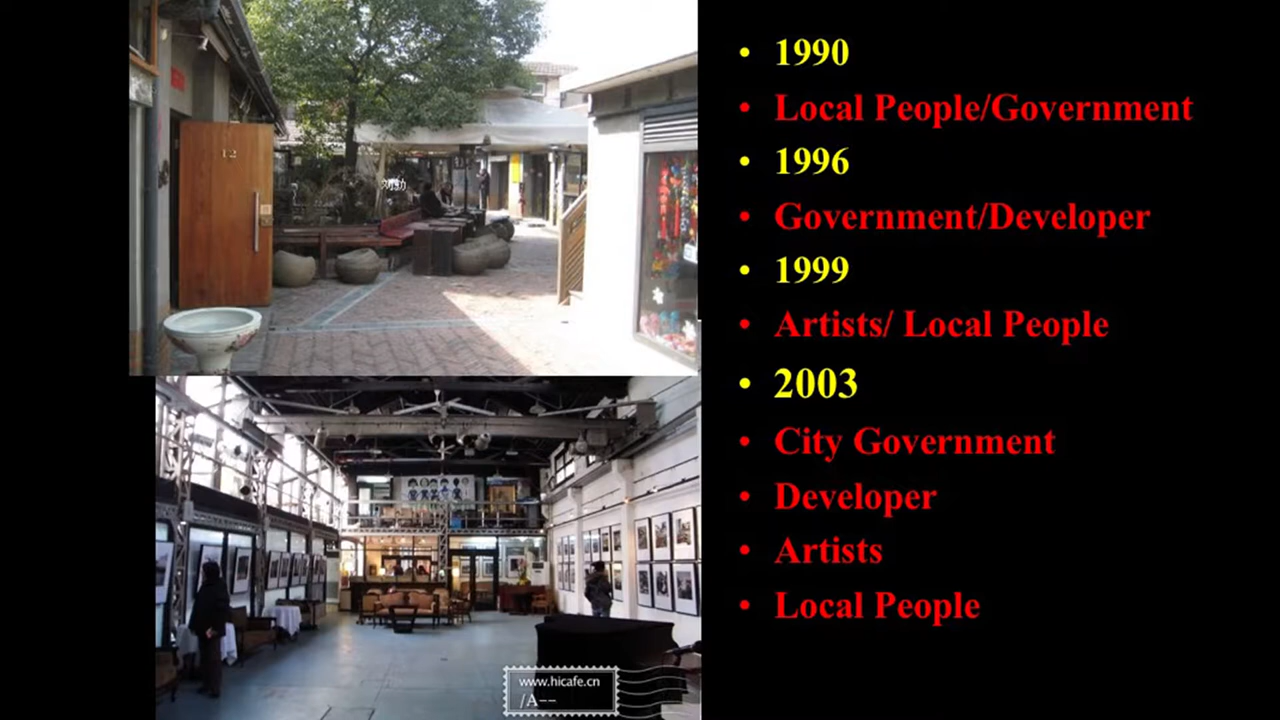 12
• 1990
• Local People/Government
• 1996
• Government/Developer
• 1999
• Artists/ Local People
• 2003
• City Government
• Developer
• Artists
• Local People
www.hicafe.cn
/A--